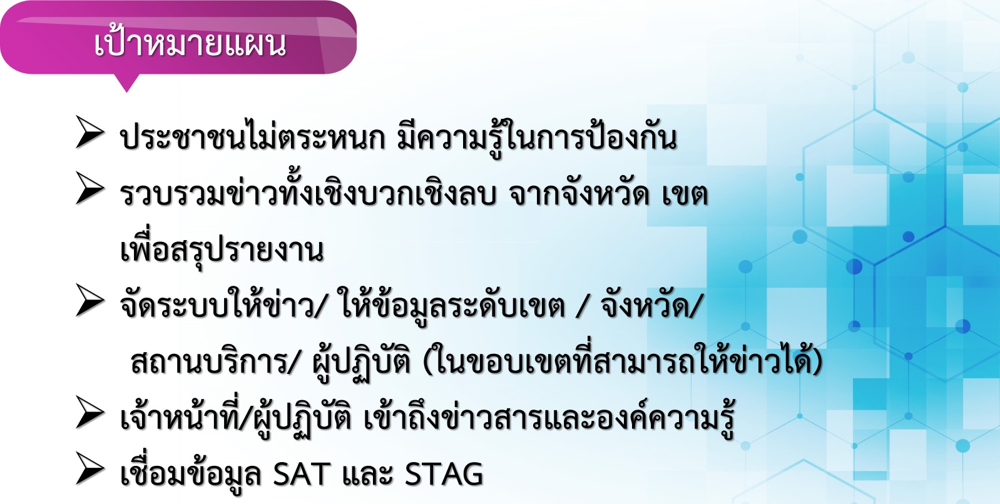 เป้าหมายแผน
ประชาชนไม่ตระหนก มีความรู้ในการป้องกัน
รวบรวมข่าวทั้งเชิงบวกเชิงลบ จากจังหวัด เขต
เพื่อสรุปรายงาน
จัดระบบให้ข่าว/ ให้ข้อมูลระดับเขต / จังหวัด/
สถานบริการ/ ผู้ปฏิบัติ (ในขอบเขตที่สามารถให้ข่าวได้)
เจ้าหน้าที่/ผู้ปฏิบัติ เข้าถึงข่าวสารและองค์ความรู้
เชื่อมข้อมูล SAT และ STAG